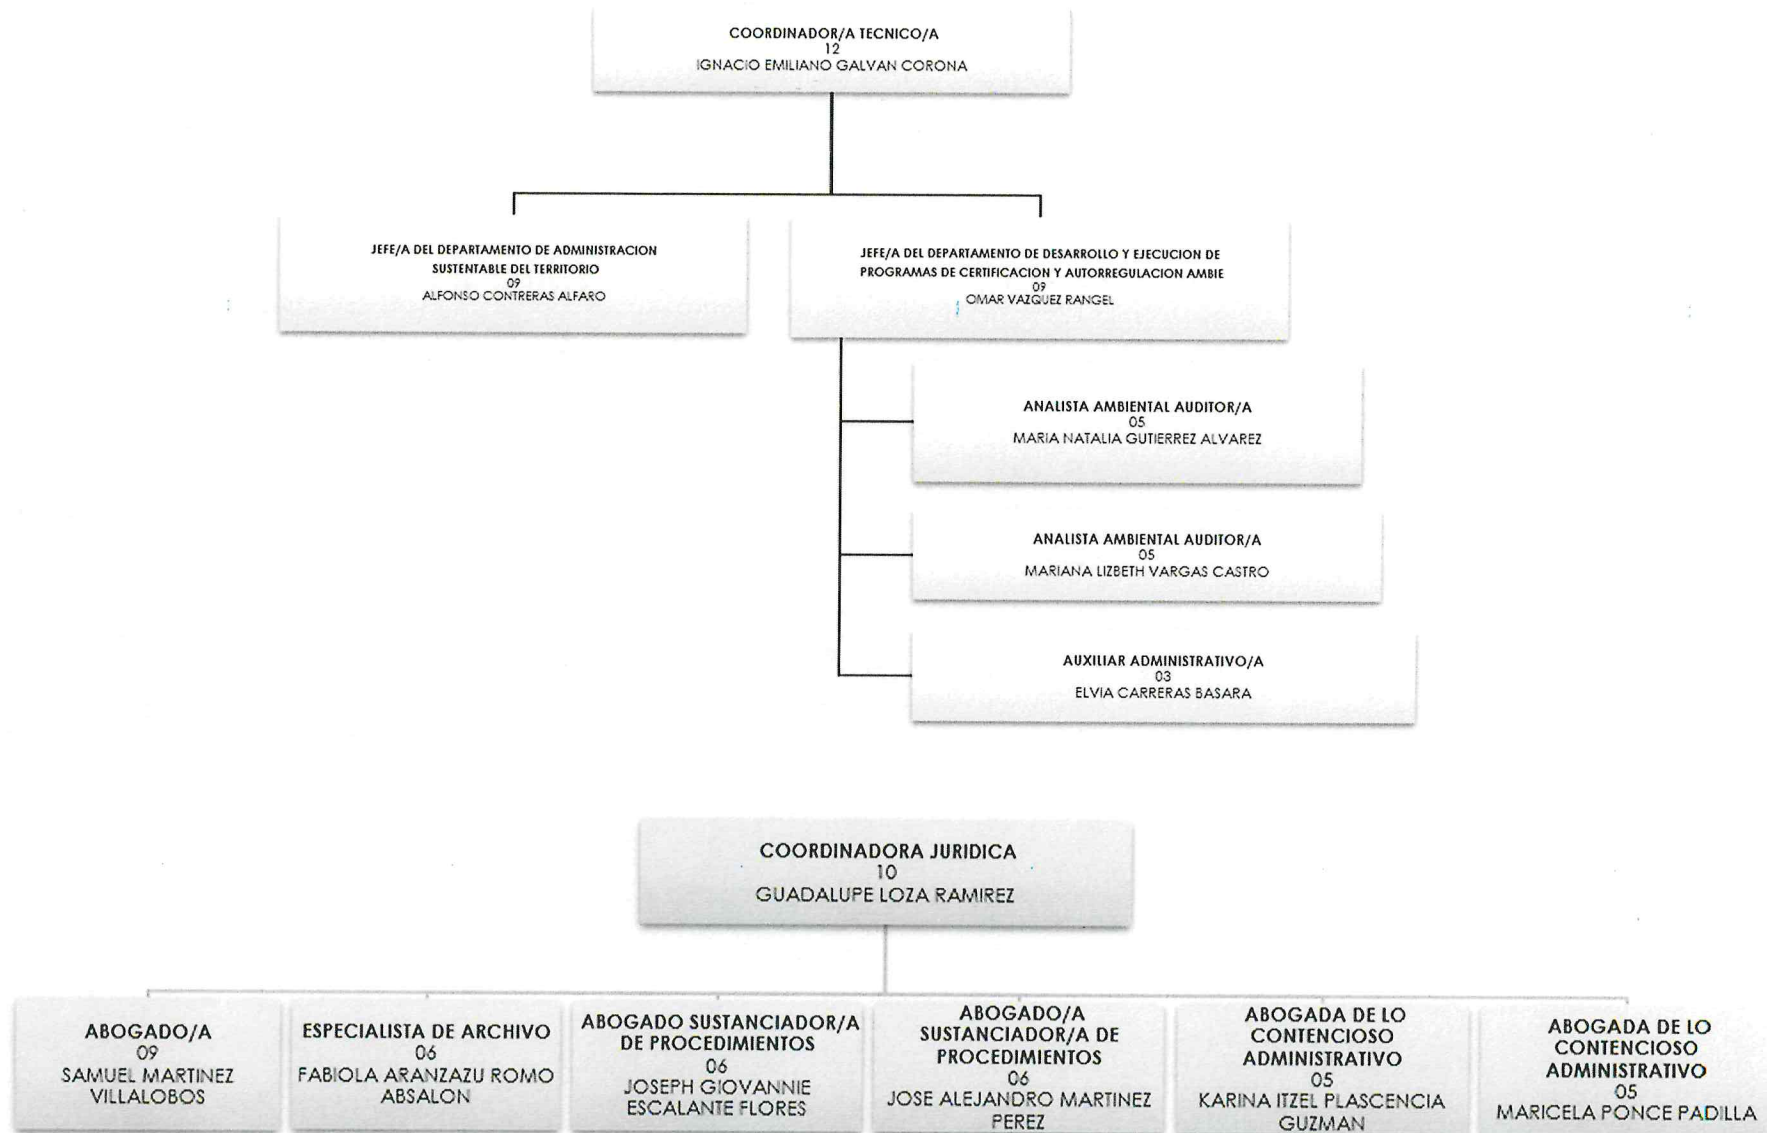 COORDINADOR/A TECNICO/A
12
IGNACIO EMILIANO GALVAN CORONA
JEFE/A DEL DEPARTAMENTO DE ADMINISTRACION
SUSTENTABLE DEL TERRITORIO
09
ALFONSO CONTRERAS ALFARO
JEFE/A DEL DEPARTAMENTO DE DESARROLLO Y EJECUCION DE
PROGRAMAS DE CERTIFICACION Y AUTORREGULACION AMBIE
09
OMAR VAZQUEZ RANGEL
ANALISTA AMBIENTAL AUDITOR/A
05
MARIA NATALIA GUTIERREZ ALVAREZ
ANALISTA AMBIENTAL AUDITOR/A
05
MARIANA LIZBETH VARGAS CASTRO
AUXILIAR ADMINISTRATIVO/A
03
ELVIA CARRERAS BASARA
COORDINADORA JURIDICA
10
GUADALUPE LOZA RAMIREZ
ABOGADO/A
09
SAMUEL MARTINEZ
VILLALOBOS
ESPECIALISTA DE ARCHIVO
06
FABIOLA ARANZAZU ROMO
ABSALON
ABOGADO SUSTANCIADOR/A
DE PROCEDIMIENTOS
06
JOSEPH GIOVANNIE
ESCALANTE FLORES
ABOGADO/A
SUSTANCIADOR/A DE
PROCEDIMIENTOS
06
JOSE ALEJANDRO MARTINEZ
PEREZ
ABOGADA DE LO
CONTENCIOSO
ADMINISTRATIVO
05
KARINA ITZEL PLASCENCIA
GUZMAN
ABOGADA DE LO
CONTENCIOSO
ADMINISTRATIVO
05
MARICELA PONCE PADILLA